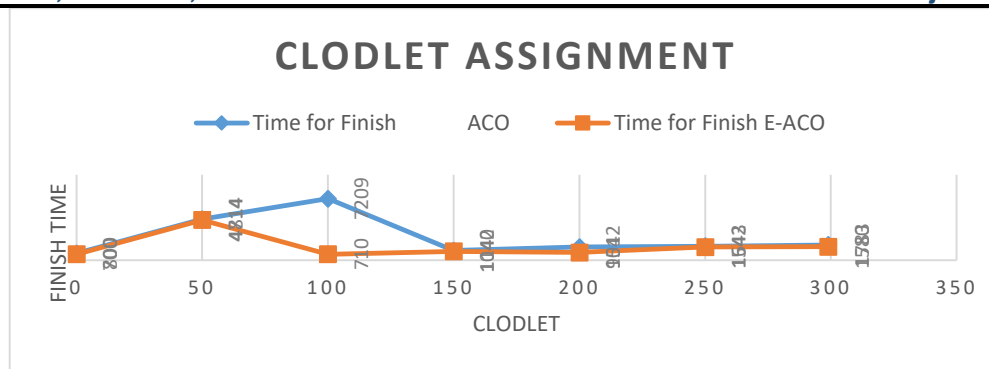 CLODLET ASSIGNMENT
Time for Finish ACO Time for Finish E-ACO
FINISH TIME
7209
710
0 50 100 150 200 250 300 350
CLODLET